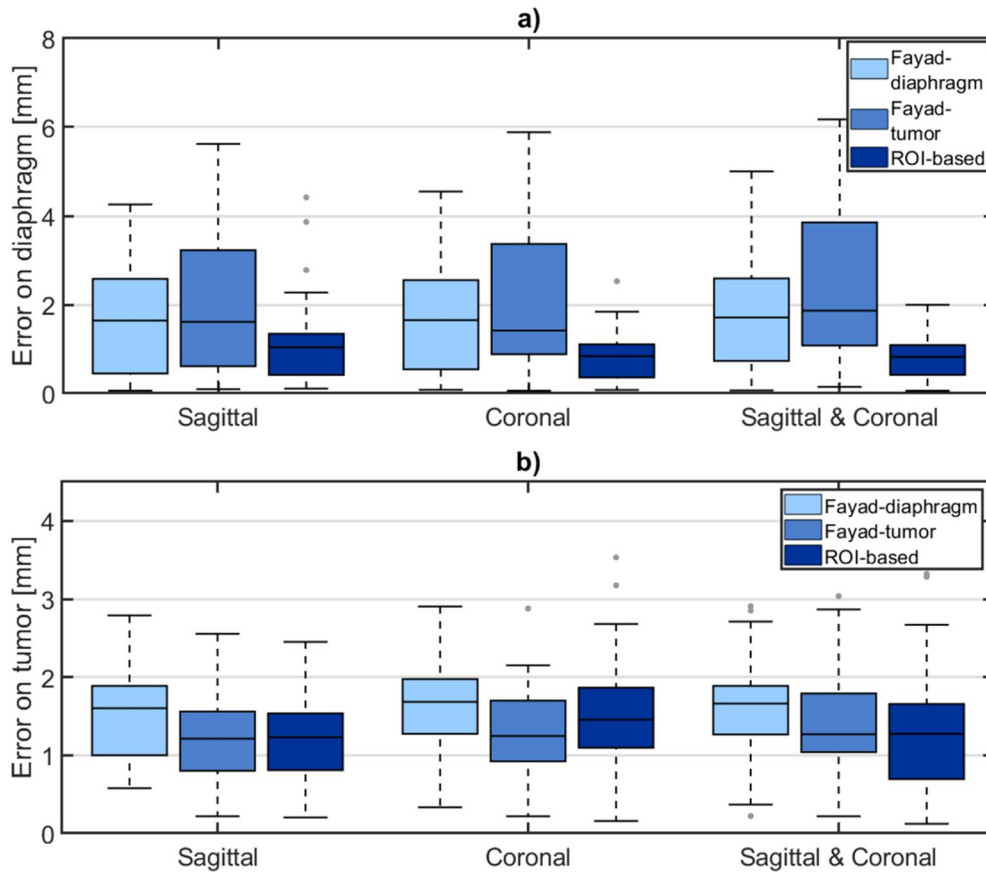 a)
Error on diaphragm [mm]
8
6
4
2
0
Fayad-
diaphragm
Fayad-
tumor
ROI-based
Sagittal
Coronal
Sagittal & Coronal
b)
Error on tumor [mm]
4
3
2
1
0
Fayad-diaphragm
Fayad-tumor
ROI-based
Sagittal
Coronal
Sagittal & Coronal